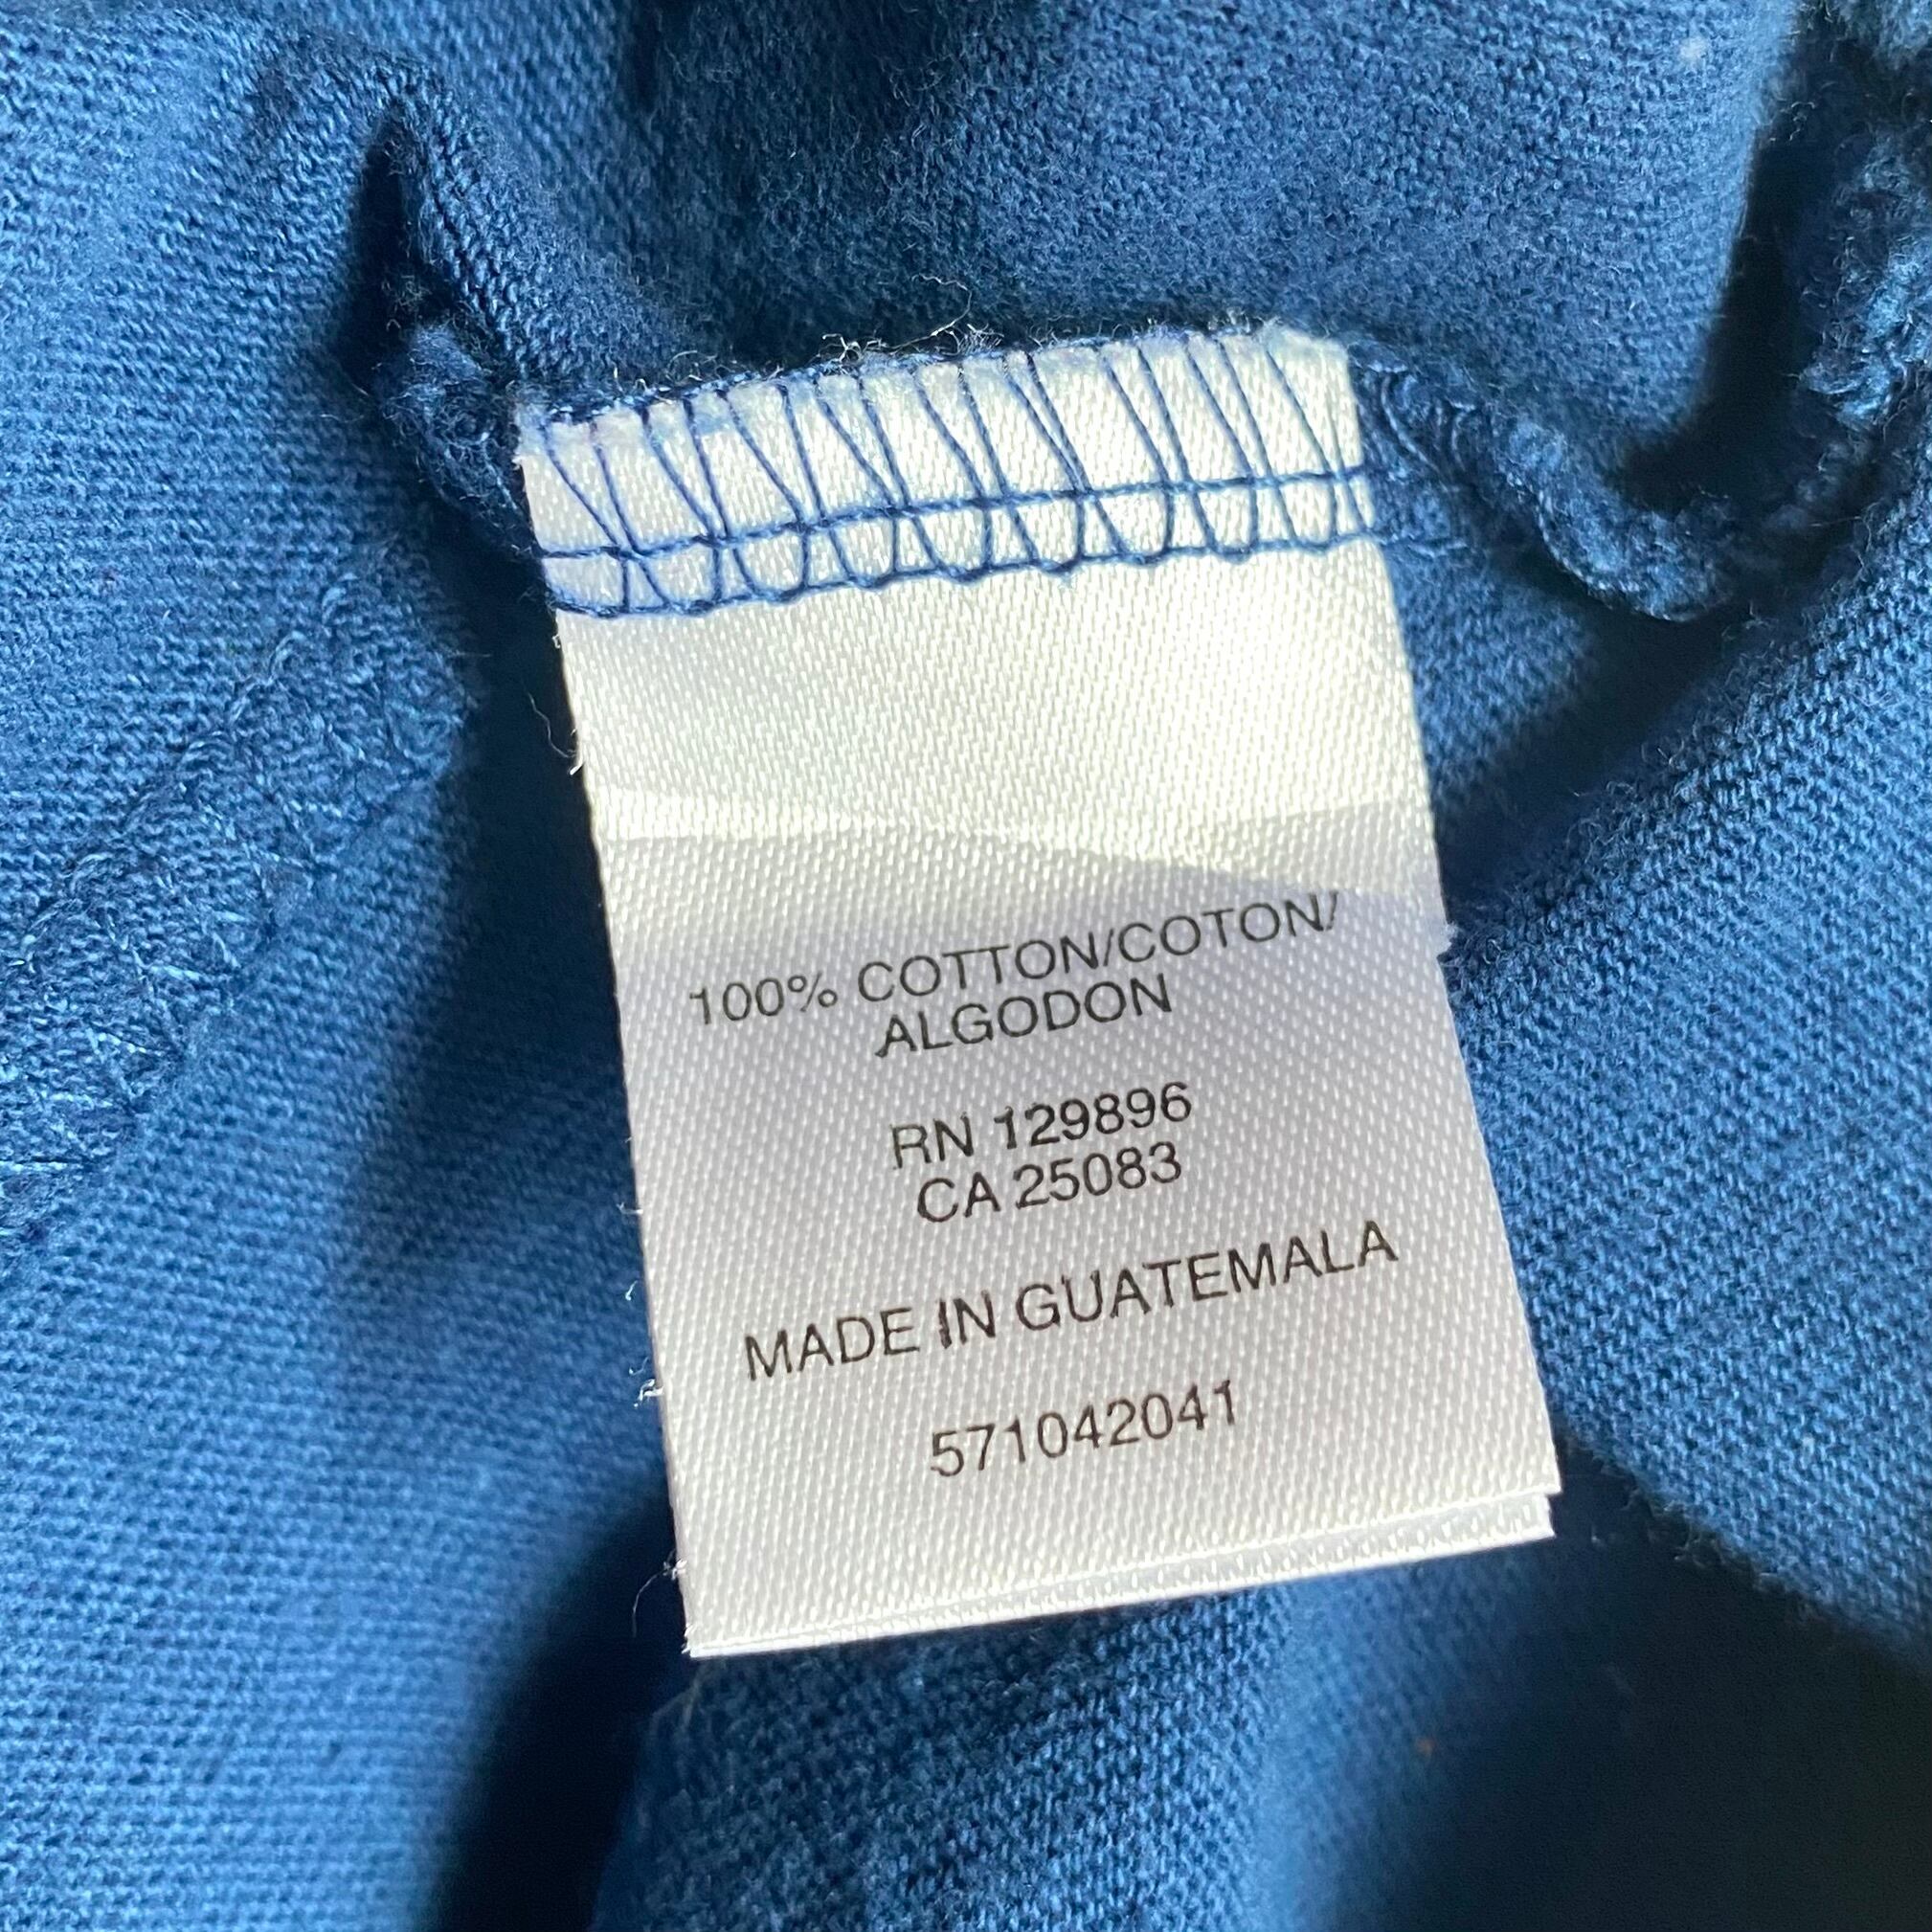 100% COTTON/COTON/
ALGODON
RN 129896
CA 25083
MADE IN GUATEMALA
571042041